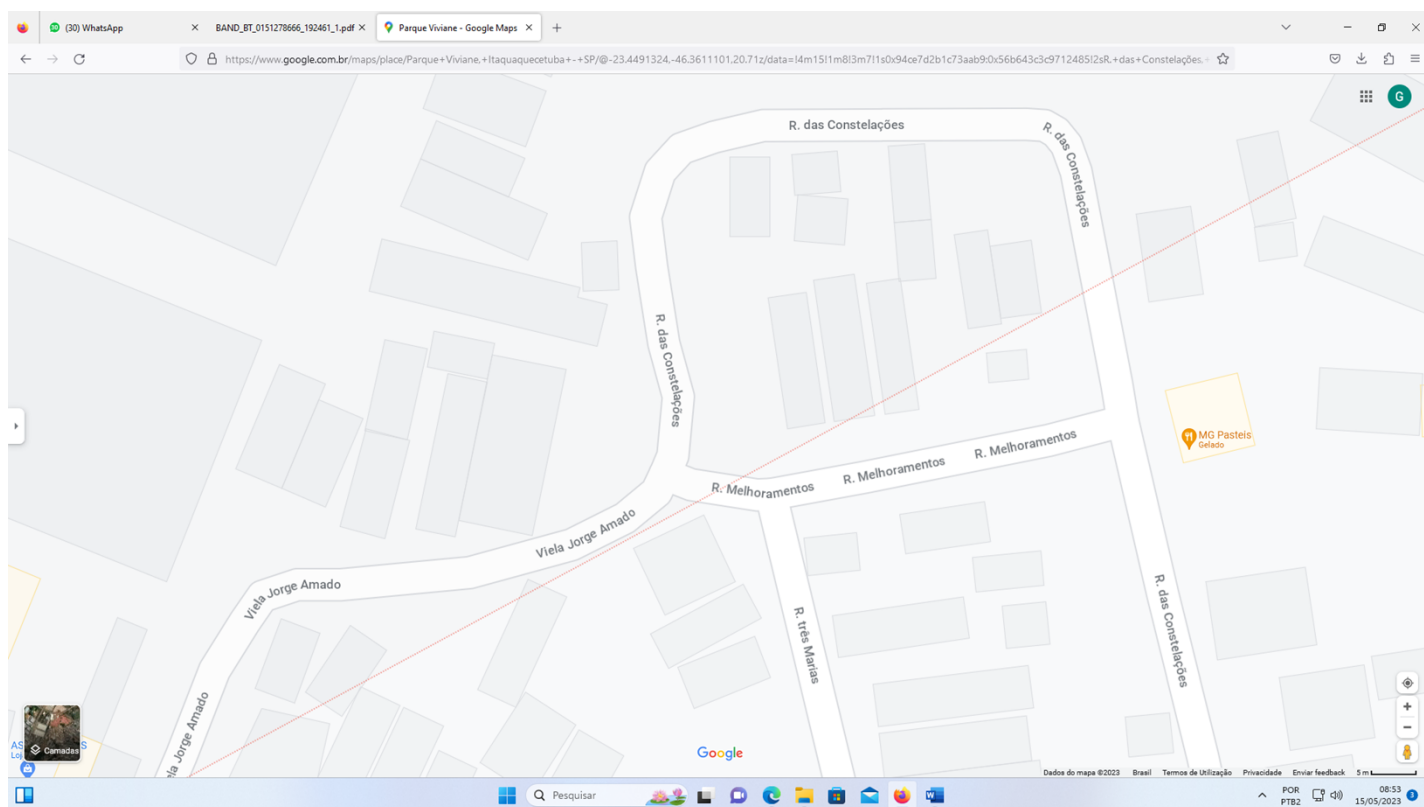 (30) WhatsApp
BAND_BT_0151278666_192461_1.pdf
Parque Viviane - Google Maps
https://www.google.com.br/maps/place/Parque+Viviane,+Itaquaquecetuba+-+SP/@-23.4491324,-46.3611101,20.71z/data=!4m15!1m8!3m7!1s0x94ce7d2b1c73aab9:0x56b643c3c9712485!2sR.+das+Constelações,+
G
R. das Constelações
R. das Constelações
R. das Constelações
MG Pasteis
Gelado
R. Melhoramentos
R. Melhoramentos
R. Melhoramentos
Viela Jorge Amado
Viela Jorge Amado
R. três Marias
R. das Constelações
Viela Jorge Amado
Camadas
Google
Dados do mapa ©2023 Brasil Termos de Utilização Privacidade Enviar feedback 5 m
Pesquisar
POR
PTB2
08:53
15/05/2023
3